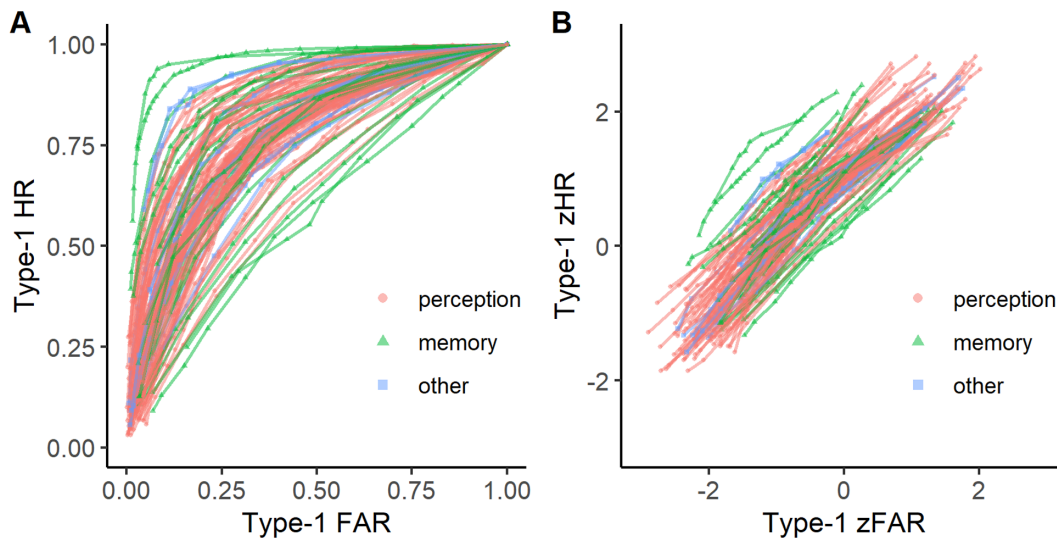 A
Type-1 HR
1.00
0.75
0.50
0.25
0.00
perception
memory
other
0.00 0.25 0.50 0.75 1.00
Type-1 FAR
B
Type-1 zHR
2
0
-2
perception
memory
other
-2 0 2
Type-1 zFAR